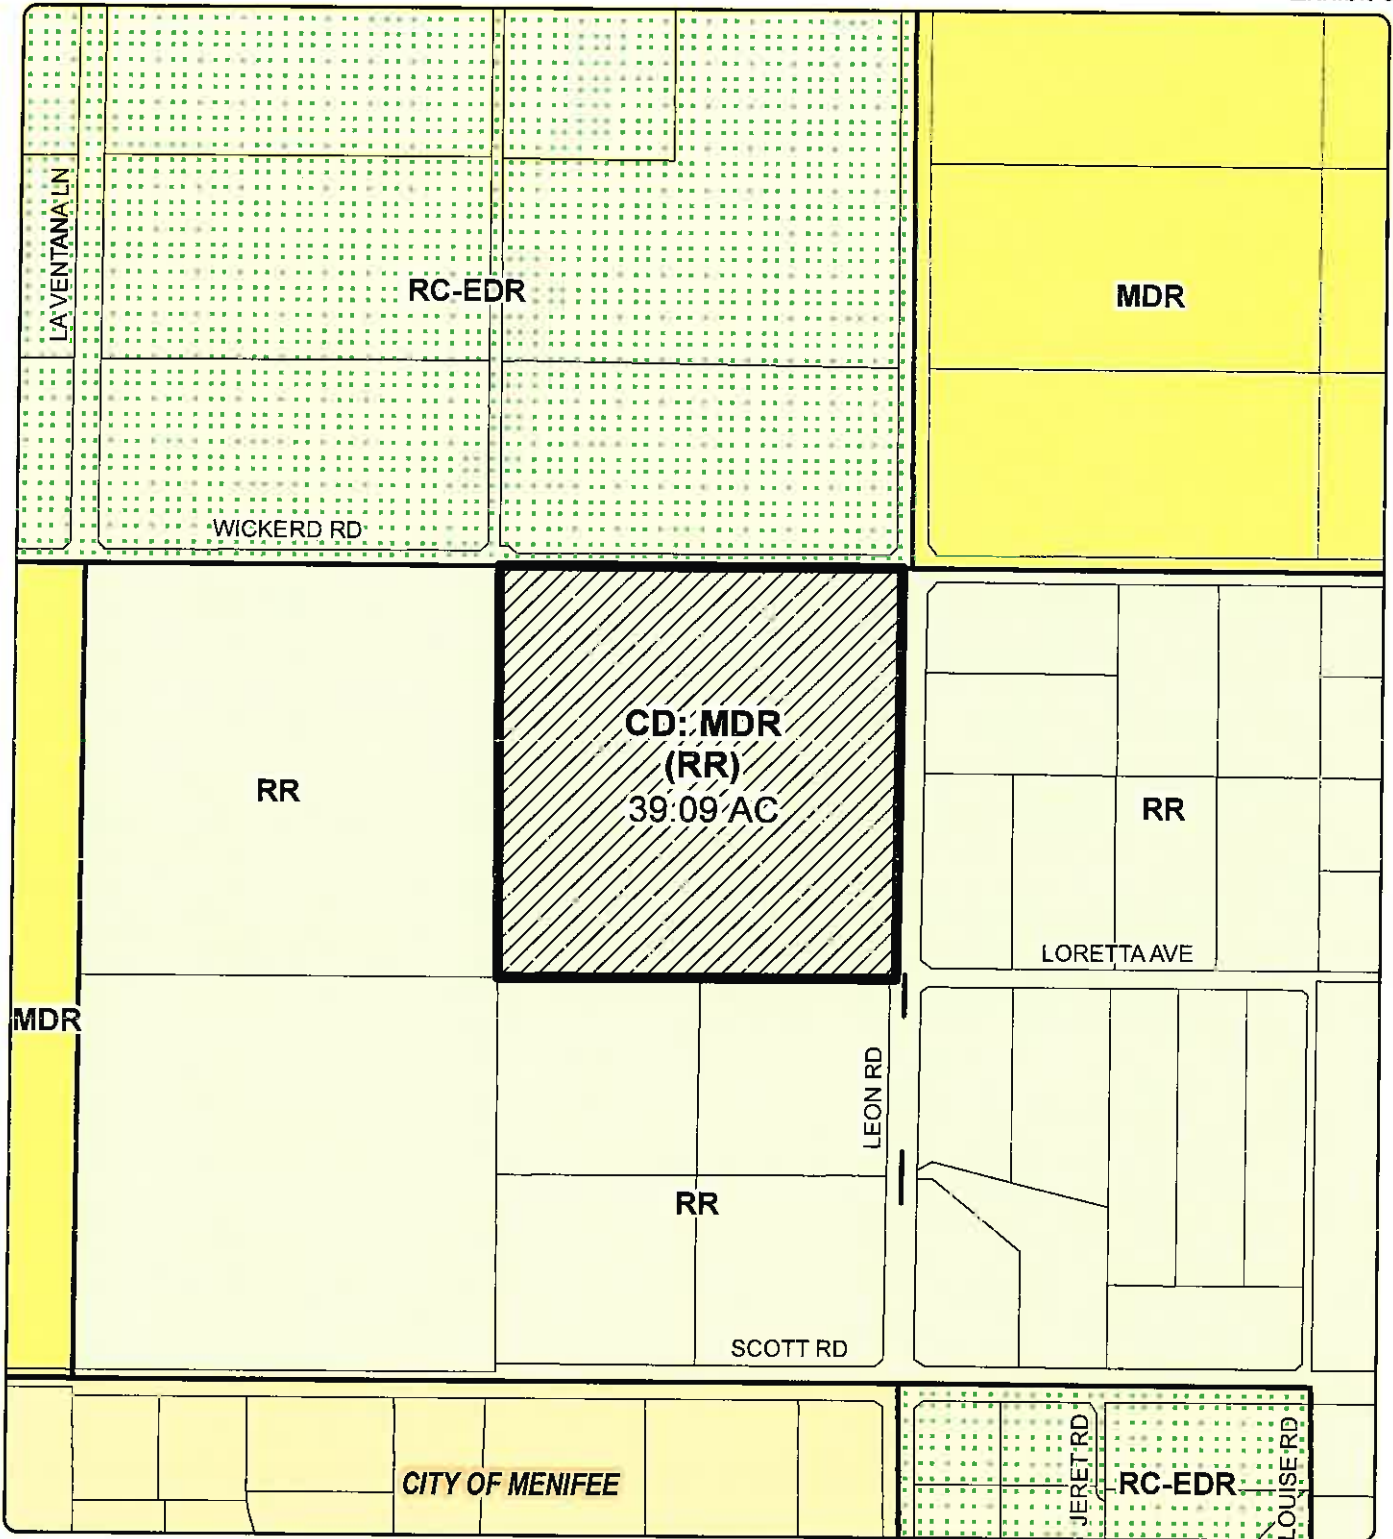 LA VENTANA LN
RC-EDR
MDR
WICKERD RD
CD: MDR
(RR)
39.09 AC
RR
RR
LORETTA AVE
MDR
LEON RD
RR
SCOTT RD
CITY OF MENIFEE
JERET RD
RC-EDR
LOUISE RD